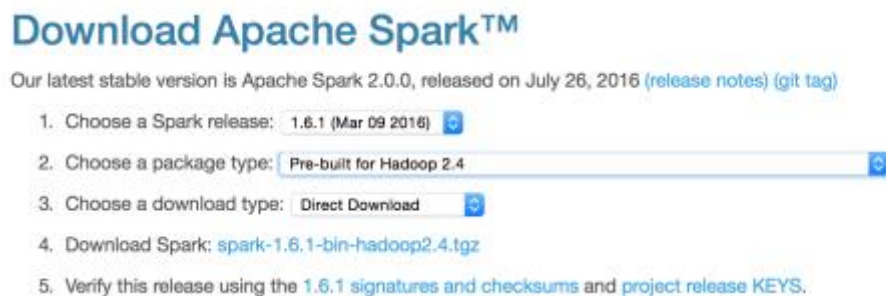 Download Apache Spark™
Our latest stable version is Apache Spark 2.0.0, released on July 26, 2016 (release notes) (git tag)
1. Choose a Spark release: 1.6.1 (Mar 09 2016)
2. Choose a package type: Pre-built for Hadoop 2.4
3. Choose a download type: Direct Download
4. Download Spark: spark-1.6.1-bin-hadoop2.4.tgz
5. Verify this release using the 1.6.1 signatures and checksums and project release KEYS.